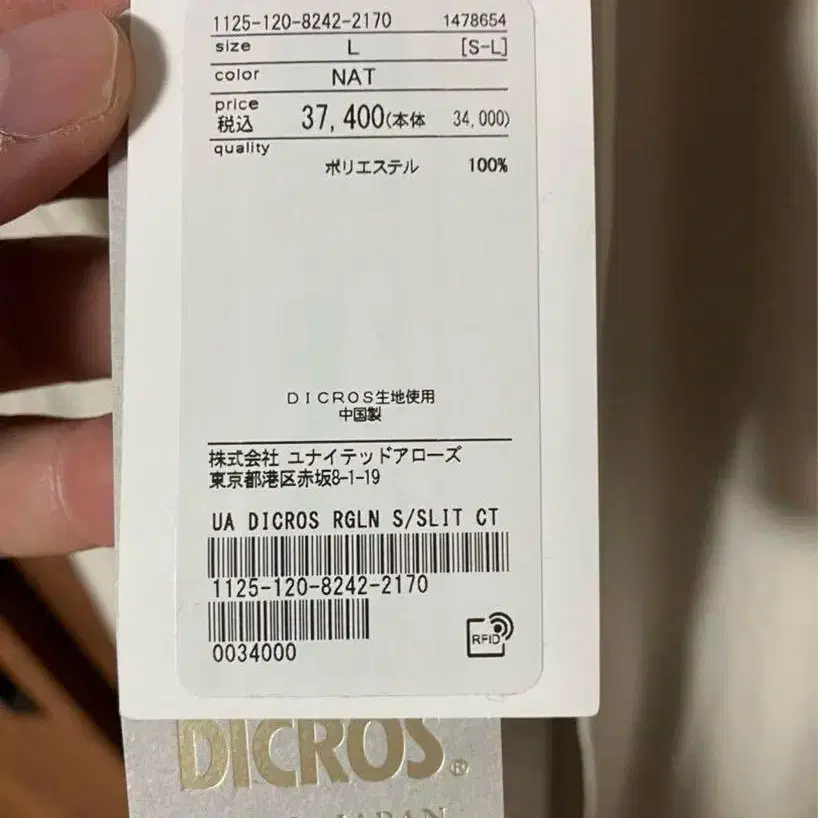 1125-120-8242-2170 1478654
size L [S-L]
color NAT
price
税込 37,400(本体 34,000)
quality
ポリエステル 100%
DICROS生地使用
中国製
株式会社 ユナイテッドアローズ
東京都港区赤坂8-1-19
UA DICROS RGLN S/SLIT CT
1125-120-8242-2170
0034000
RFID
DICROS®
JAPAN